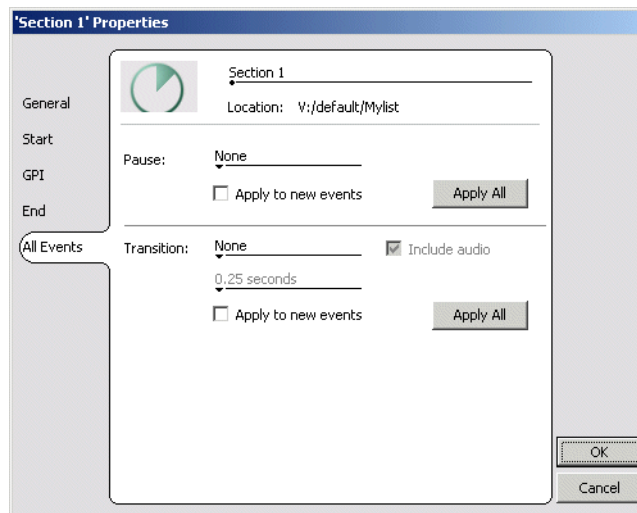 'Section 1' Properties
General
Start
GPI
End
All Events
Section 1
Location: V:/default/Mylist
Pause: None
Apply to new events
Apply All
Transition: None
Include audio
0.25 seconds
Apply to new events
Apply All
OK
Cancel